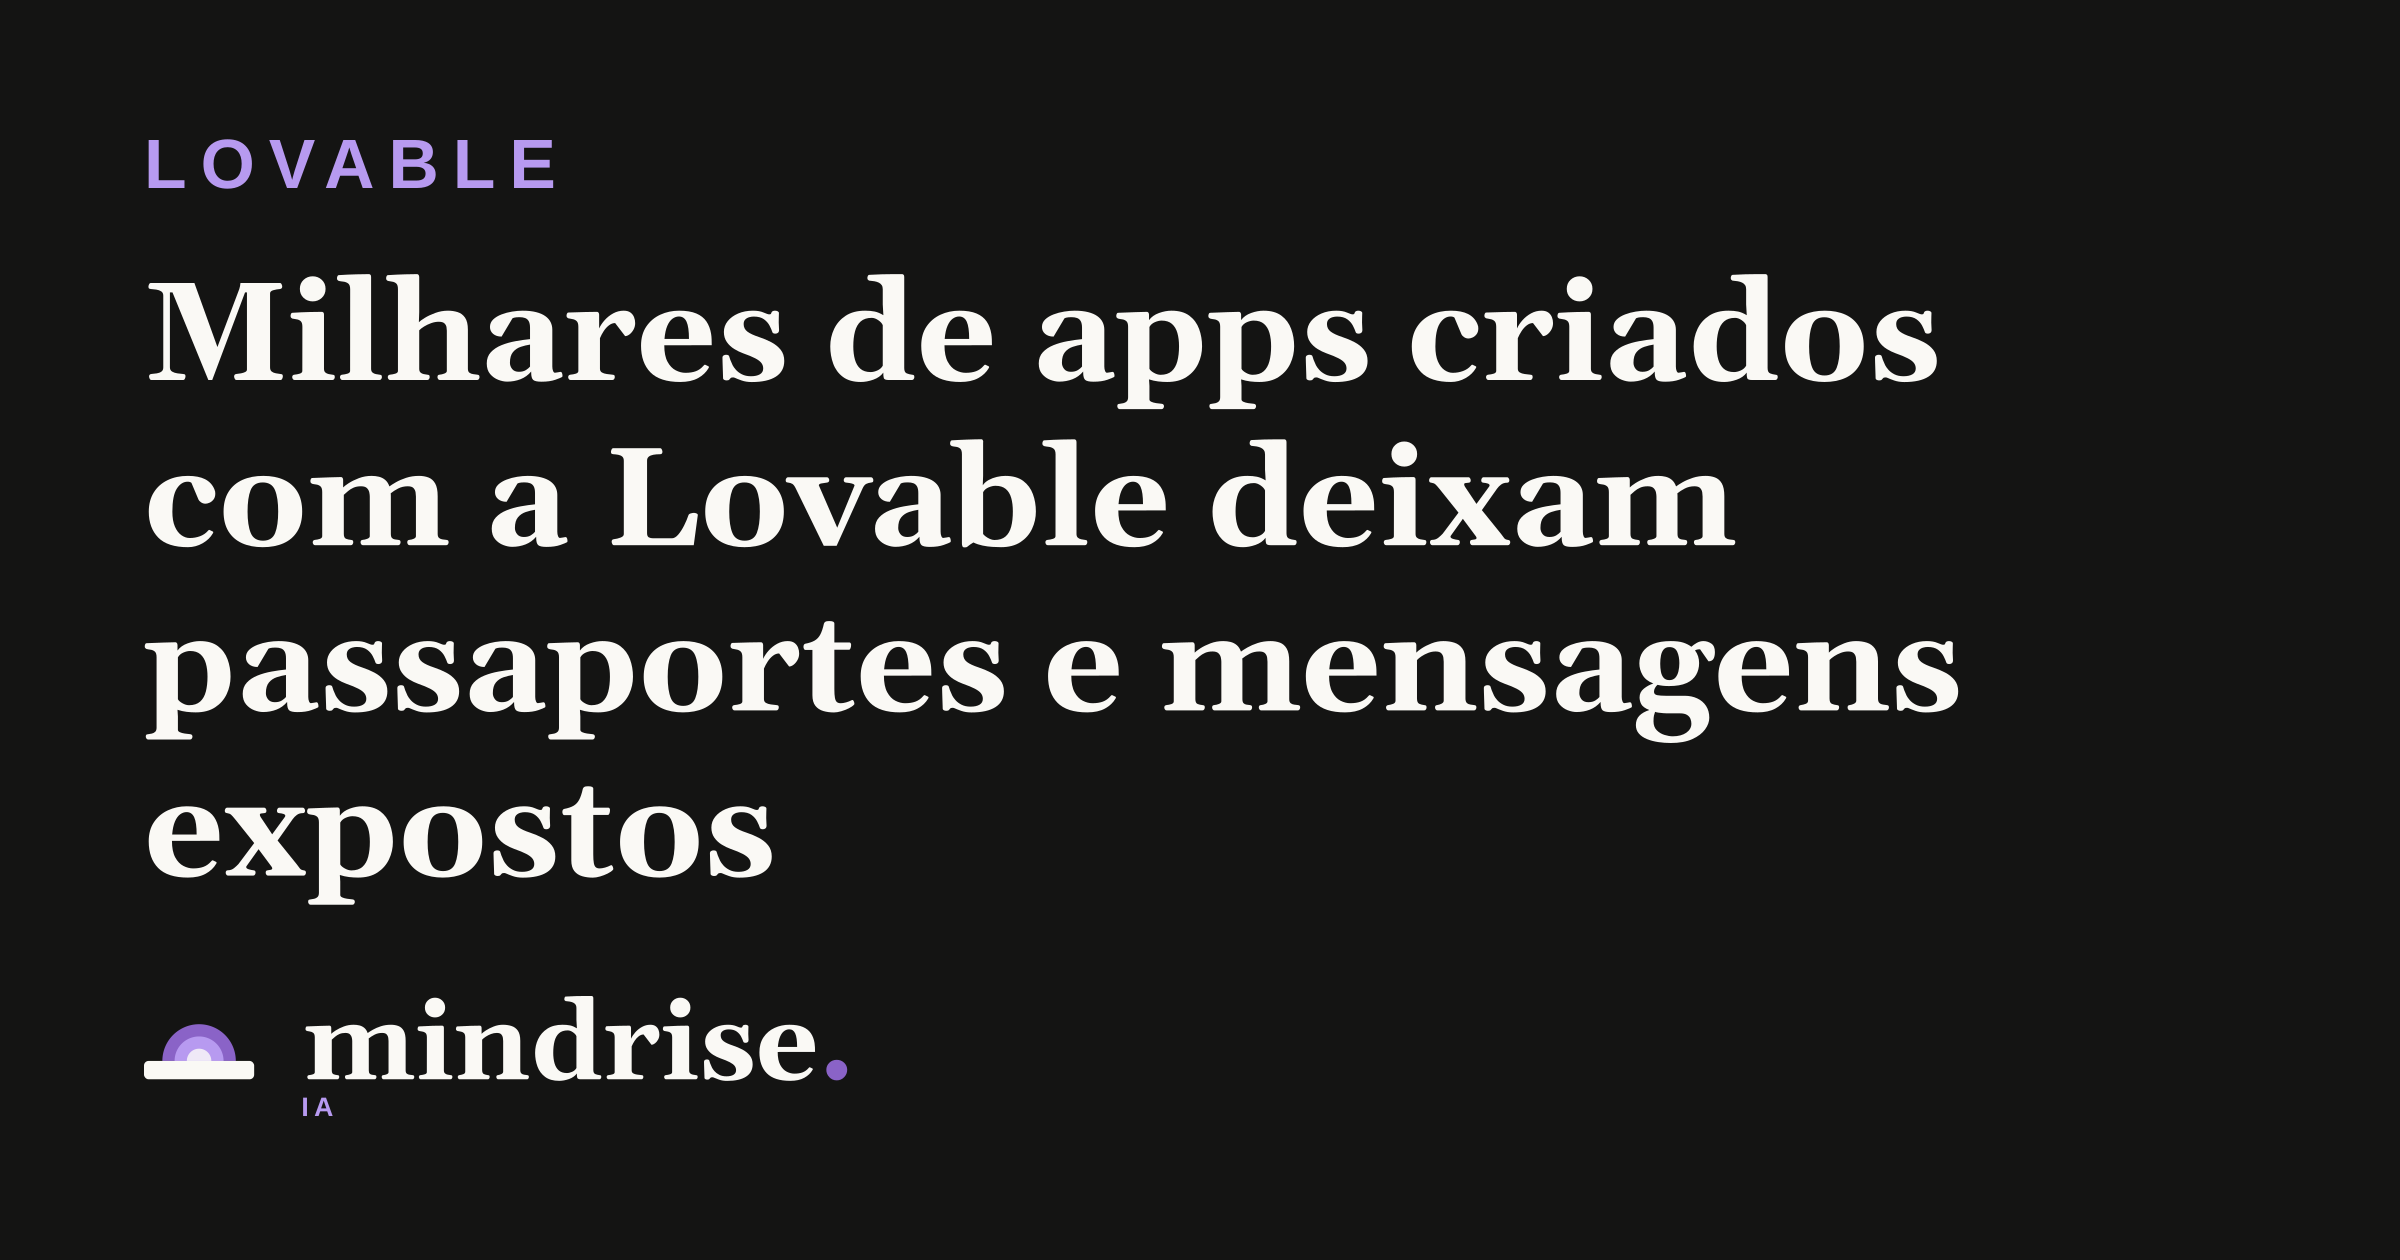 LOVABLE
Milhares de apps criados
com a Lovable deixam
passaportes e mensagens
expostos
mindrise.
IA